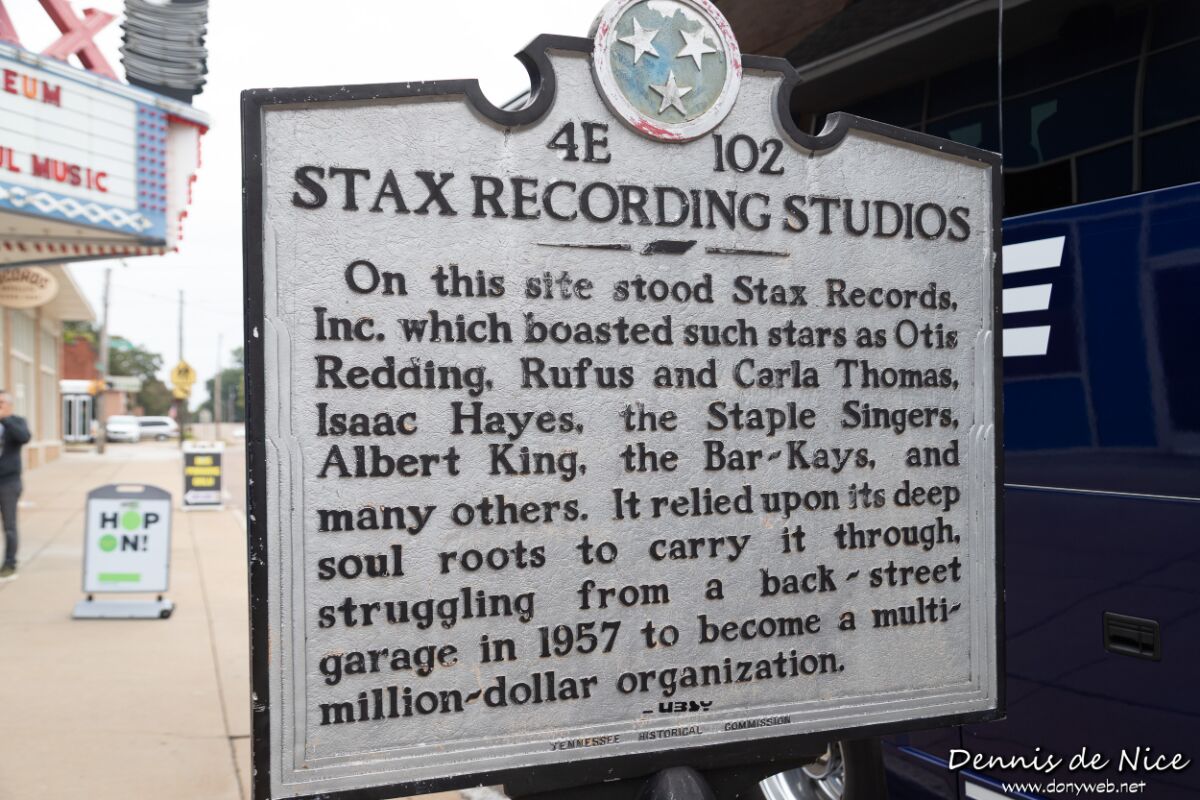 X
EUM
UL MUSIC
HOP
ON!
4E 102
STAX RECORDING STUDIOS
On this site stood Stax Records,
Inc. which boasted such stars as Otis
Redding, Rufus and Carla Thomas,
Isaac Hayes, the Staple Singers,
Albert King, the Bar-Kays, and
many others. It relied upon its deep
soul roots to carry it through,
struggling from a back-street
garage in 1957 to become a multi-
million-dollar organization.
TENNESSEE HISTORICAL COMMISSION
Dennis de Nice
www.donyweb.net